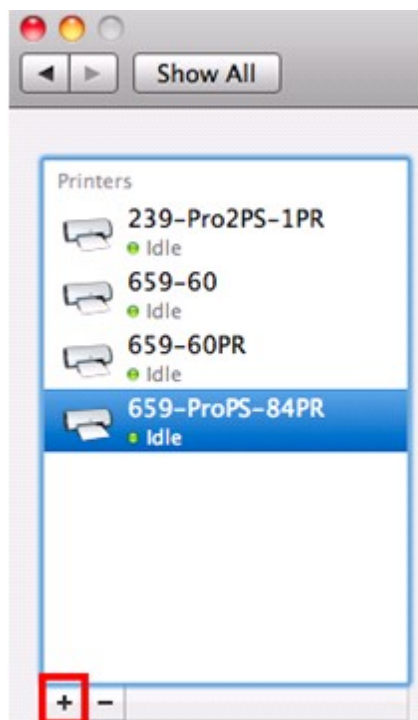 Show All
Printers
239-Pro2PS-1PR
Idle
659-60
Idle
659-60PR
Idle
659-ProPS-84PR
Idle
+ −